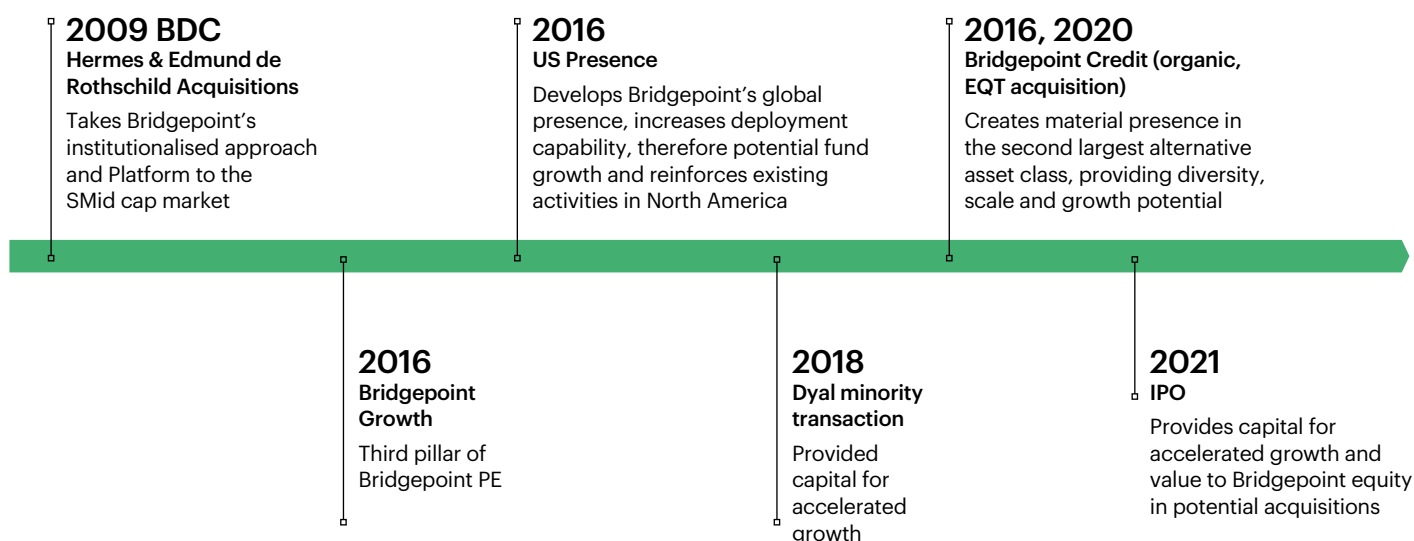 2009 BDC
Hermes & Edmund de
Rothschild Acquisitions
Takes Bridgepoint’s
institutionalised approach
and Platform to the
SMid cap market
2016
US Presence
Develops Bridgepoint’s global
presence, increases deployment
capability, therefore potential fund
growth and reinforces existing
activities in North America
2016, 2020
Bridgepoint Credit (organic,
EQT acquisition)
Creates material presence in
the second largest alternative
asset class, providing diversity,
scale and growth potential
2016
Bridgepoint
Growth
Third pillar of
Bridgepoint PE
2018
Dyal minority
transaction
Provided
capital for
accelerated
growth
2021
IPO
Provides capital for
accelerated growth and
value to Bridgepoint equity
in potential acquisitions